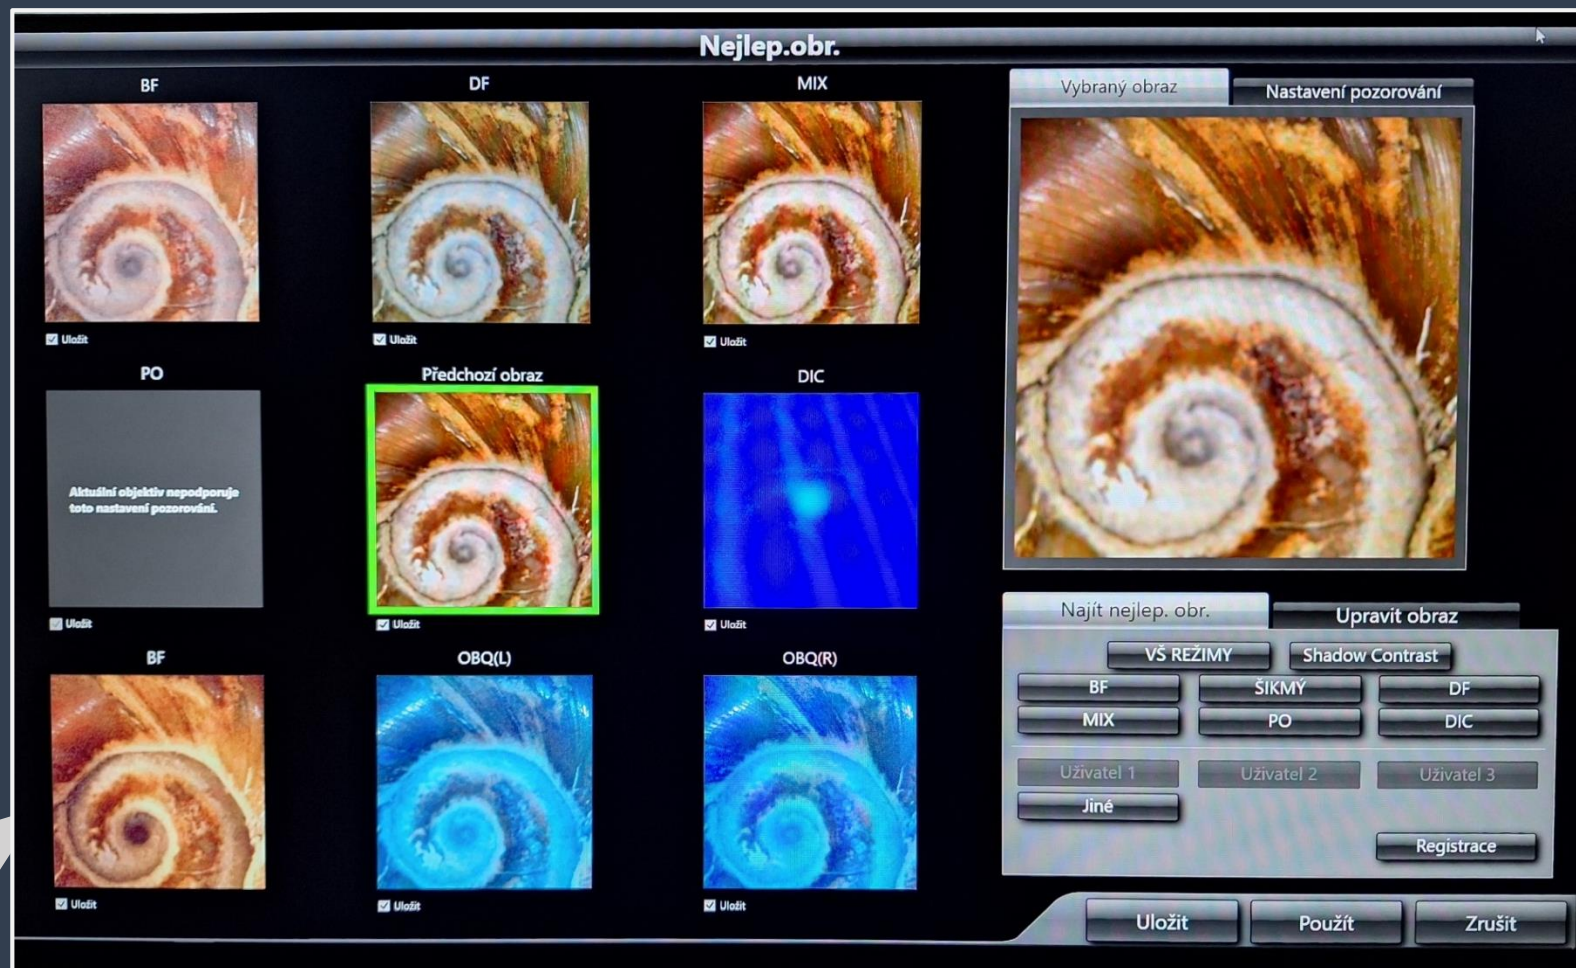 Nejlep.obr.
BF
DF
MIX
Uložit
Uložit
Uložit
PO
Předchozí obraz
DIC
Aktuální objektiv nepodporuje
toto nastavení pozorování.
Uložit
Uložit
Uložit
BF
OBQ(L)
OBQ(R)
Uložit
Uložit
Uložit
Vybraný obraz
Nastavení pozorování
Najít nejlep. obr.
Upravit obraz
VŠ REŽIMY
Shadow Contrast
BF
ŠIKMÝ
DF
MIX
PO
DIC
Uživatel 1
Uživatel 2
Uživatel 3
Jiné
Registrace
Uložit
Použít
Zrušit